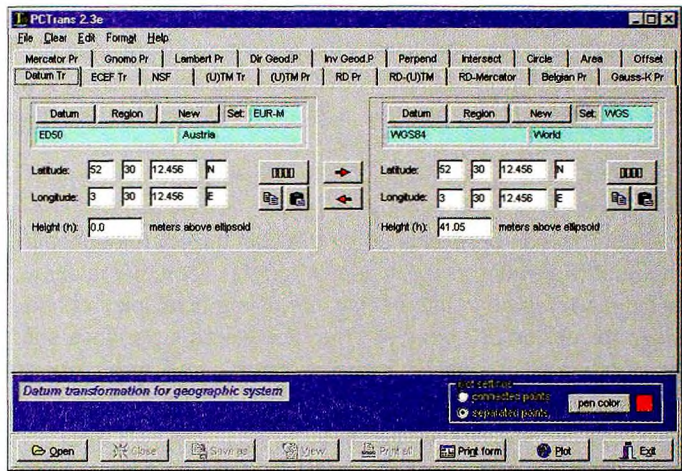 PCTrans 2.3e
File Clear Edit Format Help
Mercator Pr Gnomo Pr Lambert Pr Dir Geod.P Inv Geod.P Perpend Intersect Circle Area Offset
Datum Tr ECEF Tr NSF (U)TM Tr (U)TM Pr RD Pr RD-(U)TM RD-Mercator Belgian Pr Gauss-K Pr
Datum Region New Set: EUR-M
ED50 Austria
Latitude: 52 30 12.456 N
Longitude: 3 30 12.456 E
Height (h): 0.0 meters above ellipsoid
Datum Region New Set: WGS
WGS84 World
Latitude: 52 30 12.456 N
Longitude: 3 30 12.456 E
Height (h): 41.05 meters above ellipsoid
Datum transformation for geographic system
plot settings
connected points
separated points
pen color
Open Close Save as View Print all Print form Plot Exit